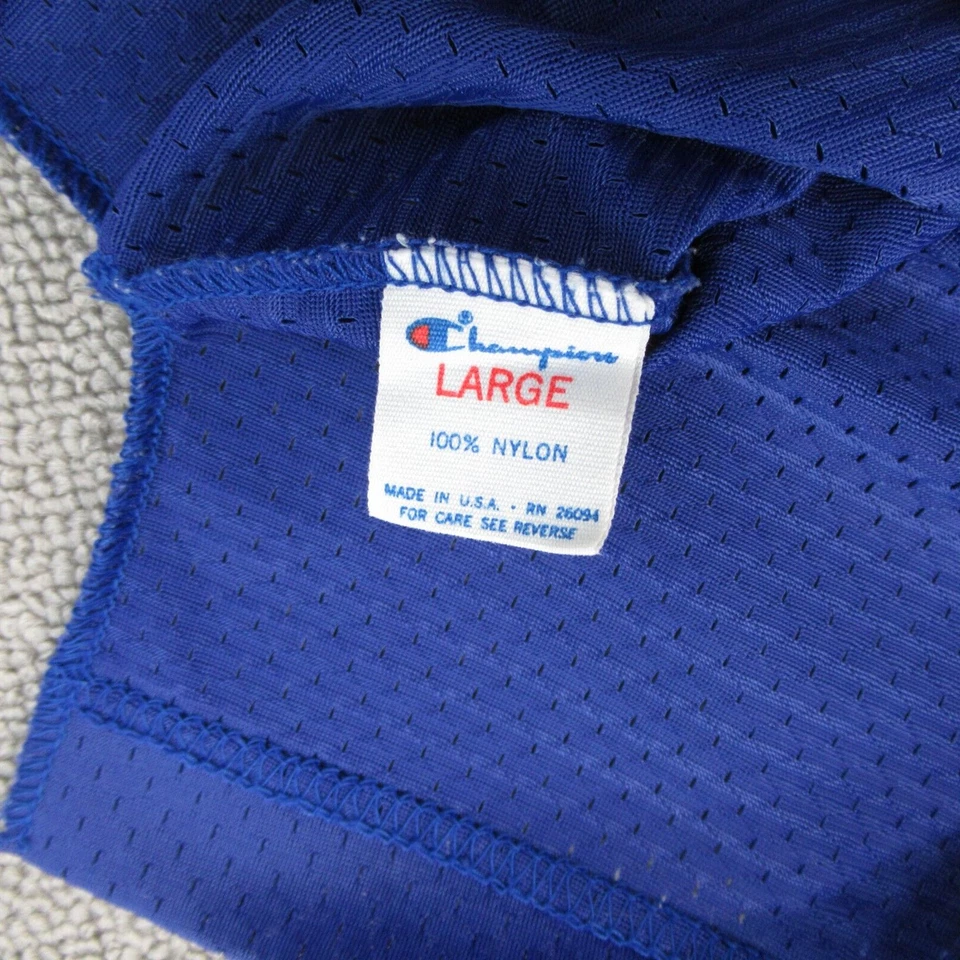 Champion®
LARGE
100% NYLON
MADE IN U.S.A. · RN 26094
FOR CARE SEE REVERSE